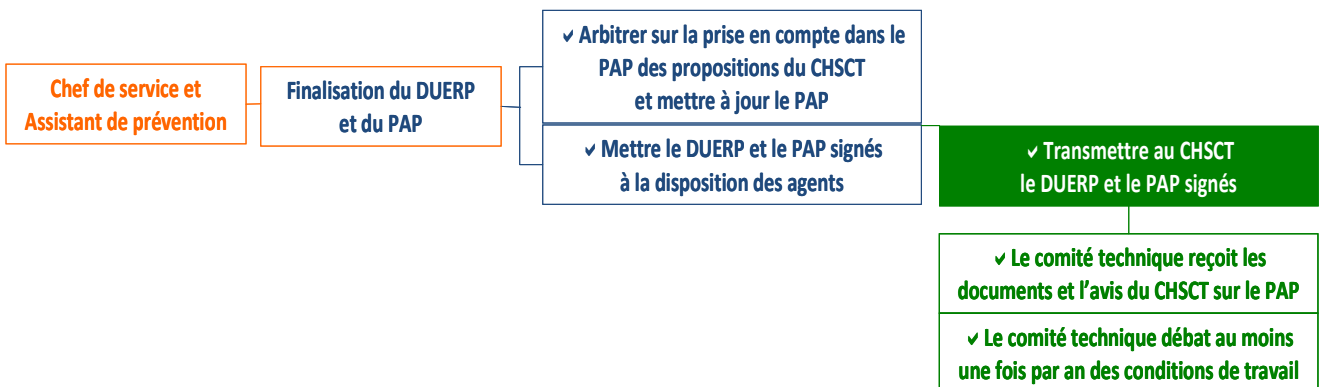 Chef de service et
Assistant de prévention
Finalisation du DUERP
et du PAP
✓ Arbitrer sur la prise en compte dans le
PAP des propositions du CHSCT
et mettre à jour le PAP
✓ Mettre le DUERP et le PAP signés
à la disposition des agents
✓ Transmettre au CHSCT
le DUERP et le PAP signés
✓ Le comité technique reçoit les
documents et l’avis du CHSCT sur le PAP
✓ Le comité technique débat au moins
une fois par an des conditions de travail